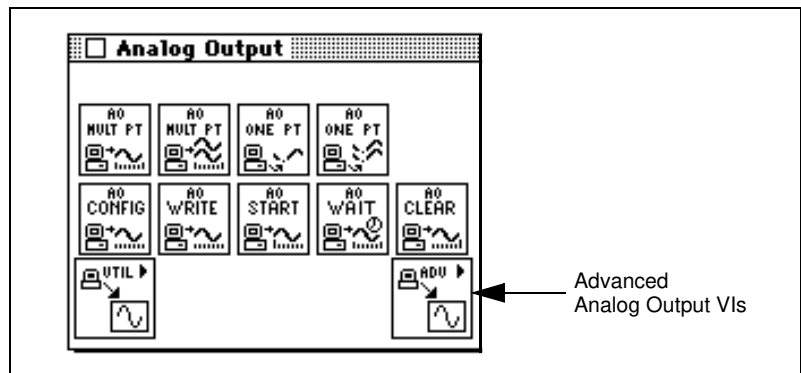 Analog Output
AO MULT PT
AO MULT PT
AO ONE PT
AO ONE PT
AO CONFIG
AO WRITE
AO START
AO WAIT
AO CLEAR
UTIL
ADV
Advanced
Analog Output VIs